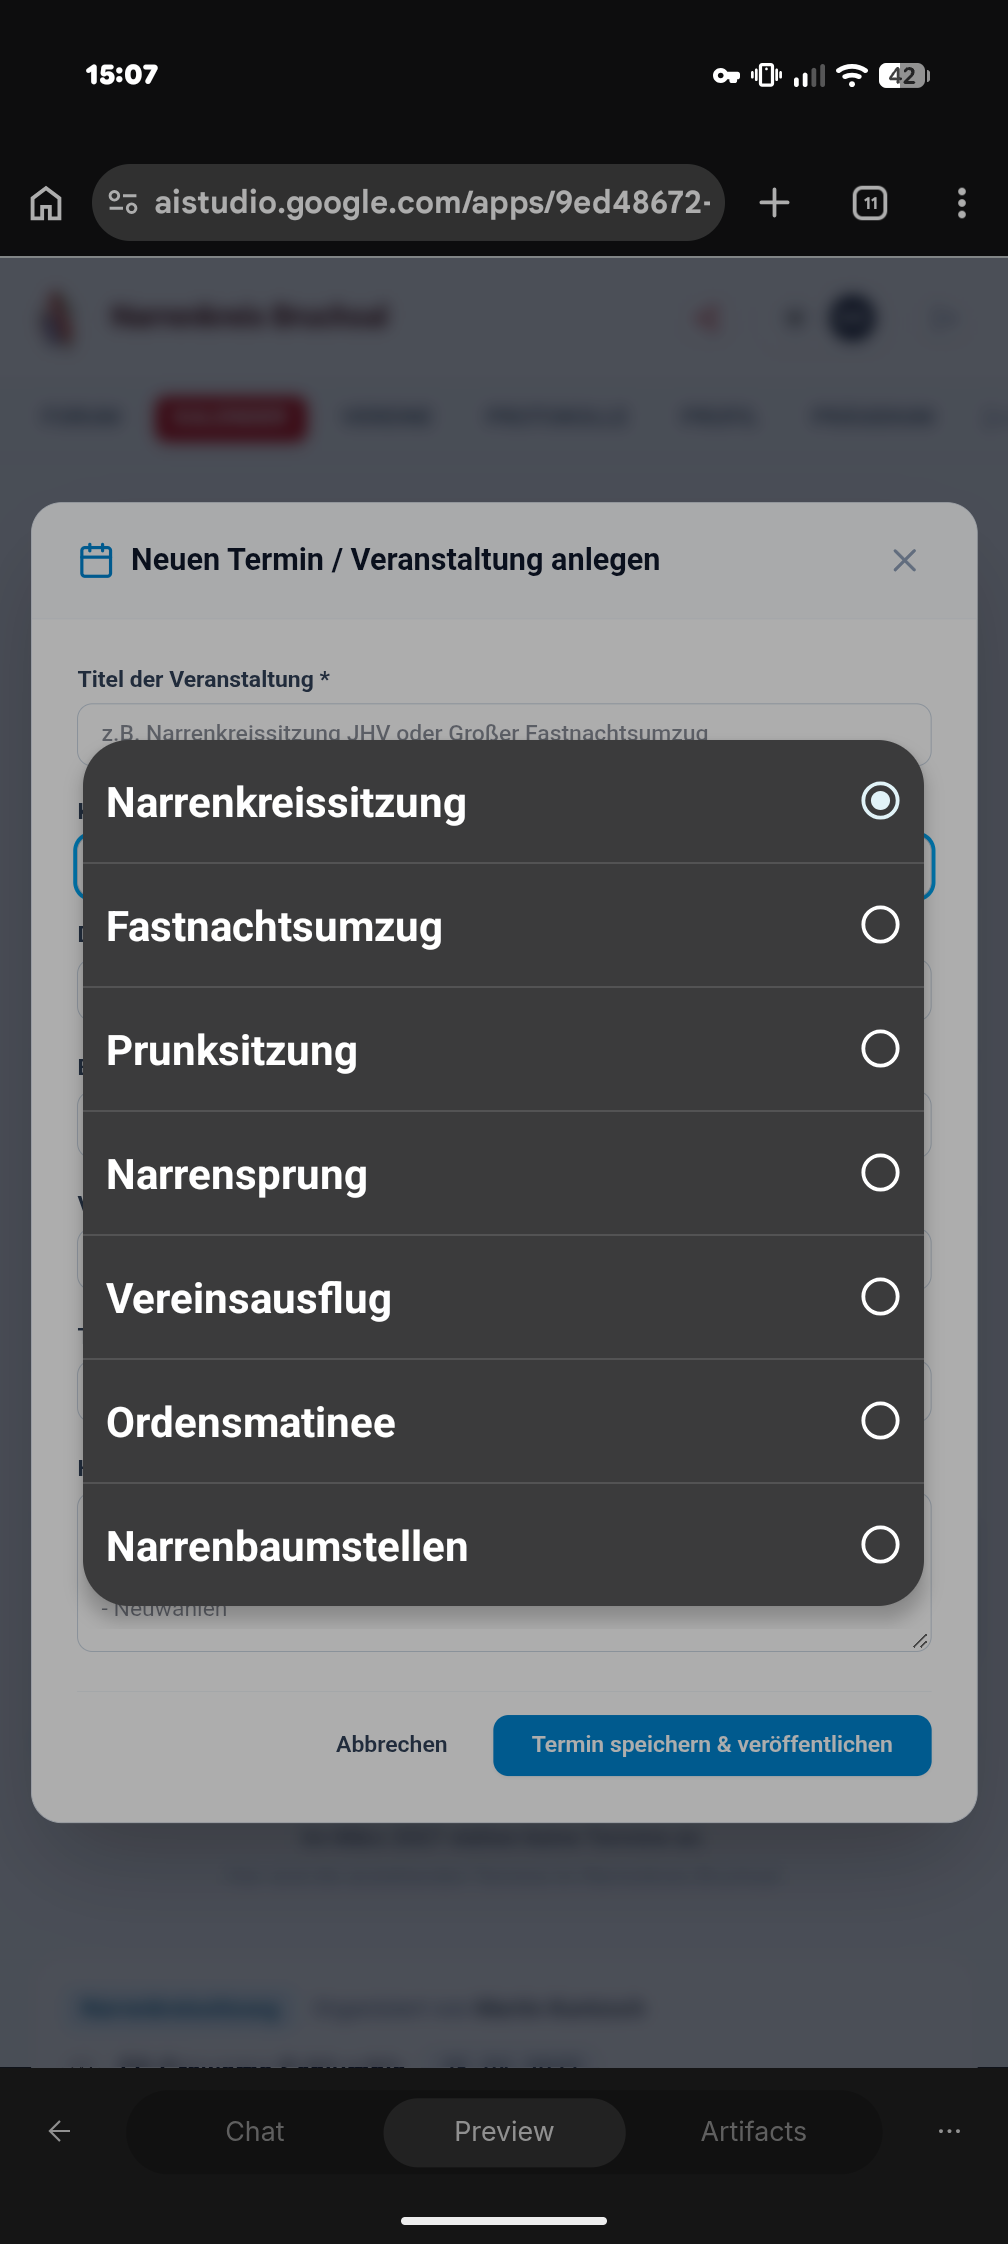 15:07
42
aistudio.google.com/apps/9ed48672-
11
Neuen Termin / Veranstaltung anlegen
Titel der Veranstaltung *
z.B. Narrenkreissitzung JHV oder Großer Fastnachtsumzug
Narrenkreissitzung
Fastnachtsumzug
Prunksitzung
Narrensprung
Vereinsausflug
Ordensmatinee
Narrenbaumstellen
- Neuwahlen
Abbrechen
Termin speichern & veröffentlichen
Chat
Preview
Artifacts